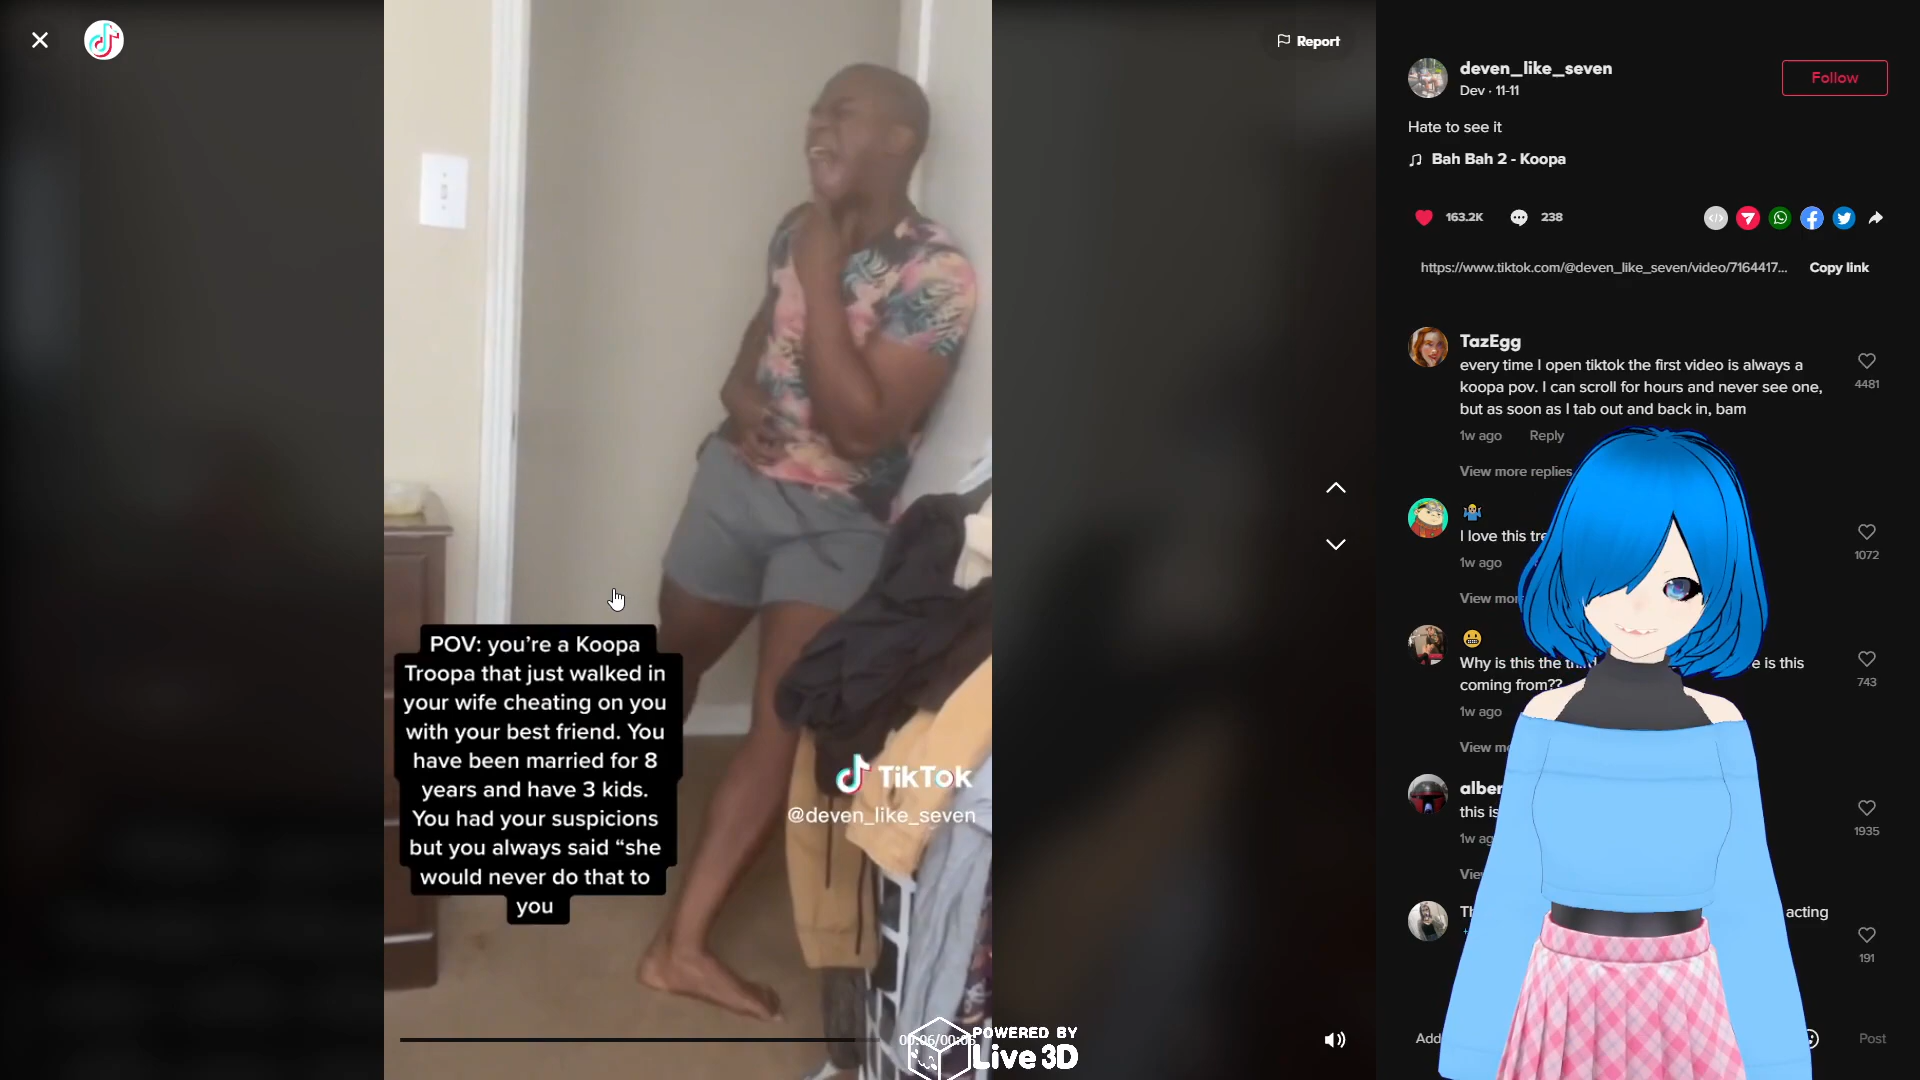 Report
POV: you’re a Koopa
Troopa that just walked in
your wife cheating on you
with your best friend. You
have been married for 8
years and have 3 kids.
You had your suspicions
but you always said “she
would never do that to
you
TikTok
@deven_like_seven
POWERED BY
Live 3D
deven_like_seven
Dev · 11-11
Follow
Hate to see it
Bah Bah 2 - Koopa
163.2K
238
https://www.tiktok.com/@deven_like_seven/video/7164417...
Copy link
TazEgg
every time I open tiktok the first video is always a
koopa pov. I can scroll for hours and never see one,
but as soon as I tab out and back in, bam
4481
1w ago Reply
View more replies
I love this
1072
1w ago
View
Why is this the is this
coming from??
743
1w ago
View
this is
1935
acting
191
Add
Post